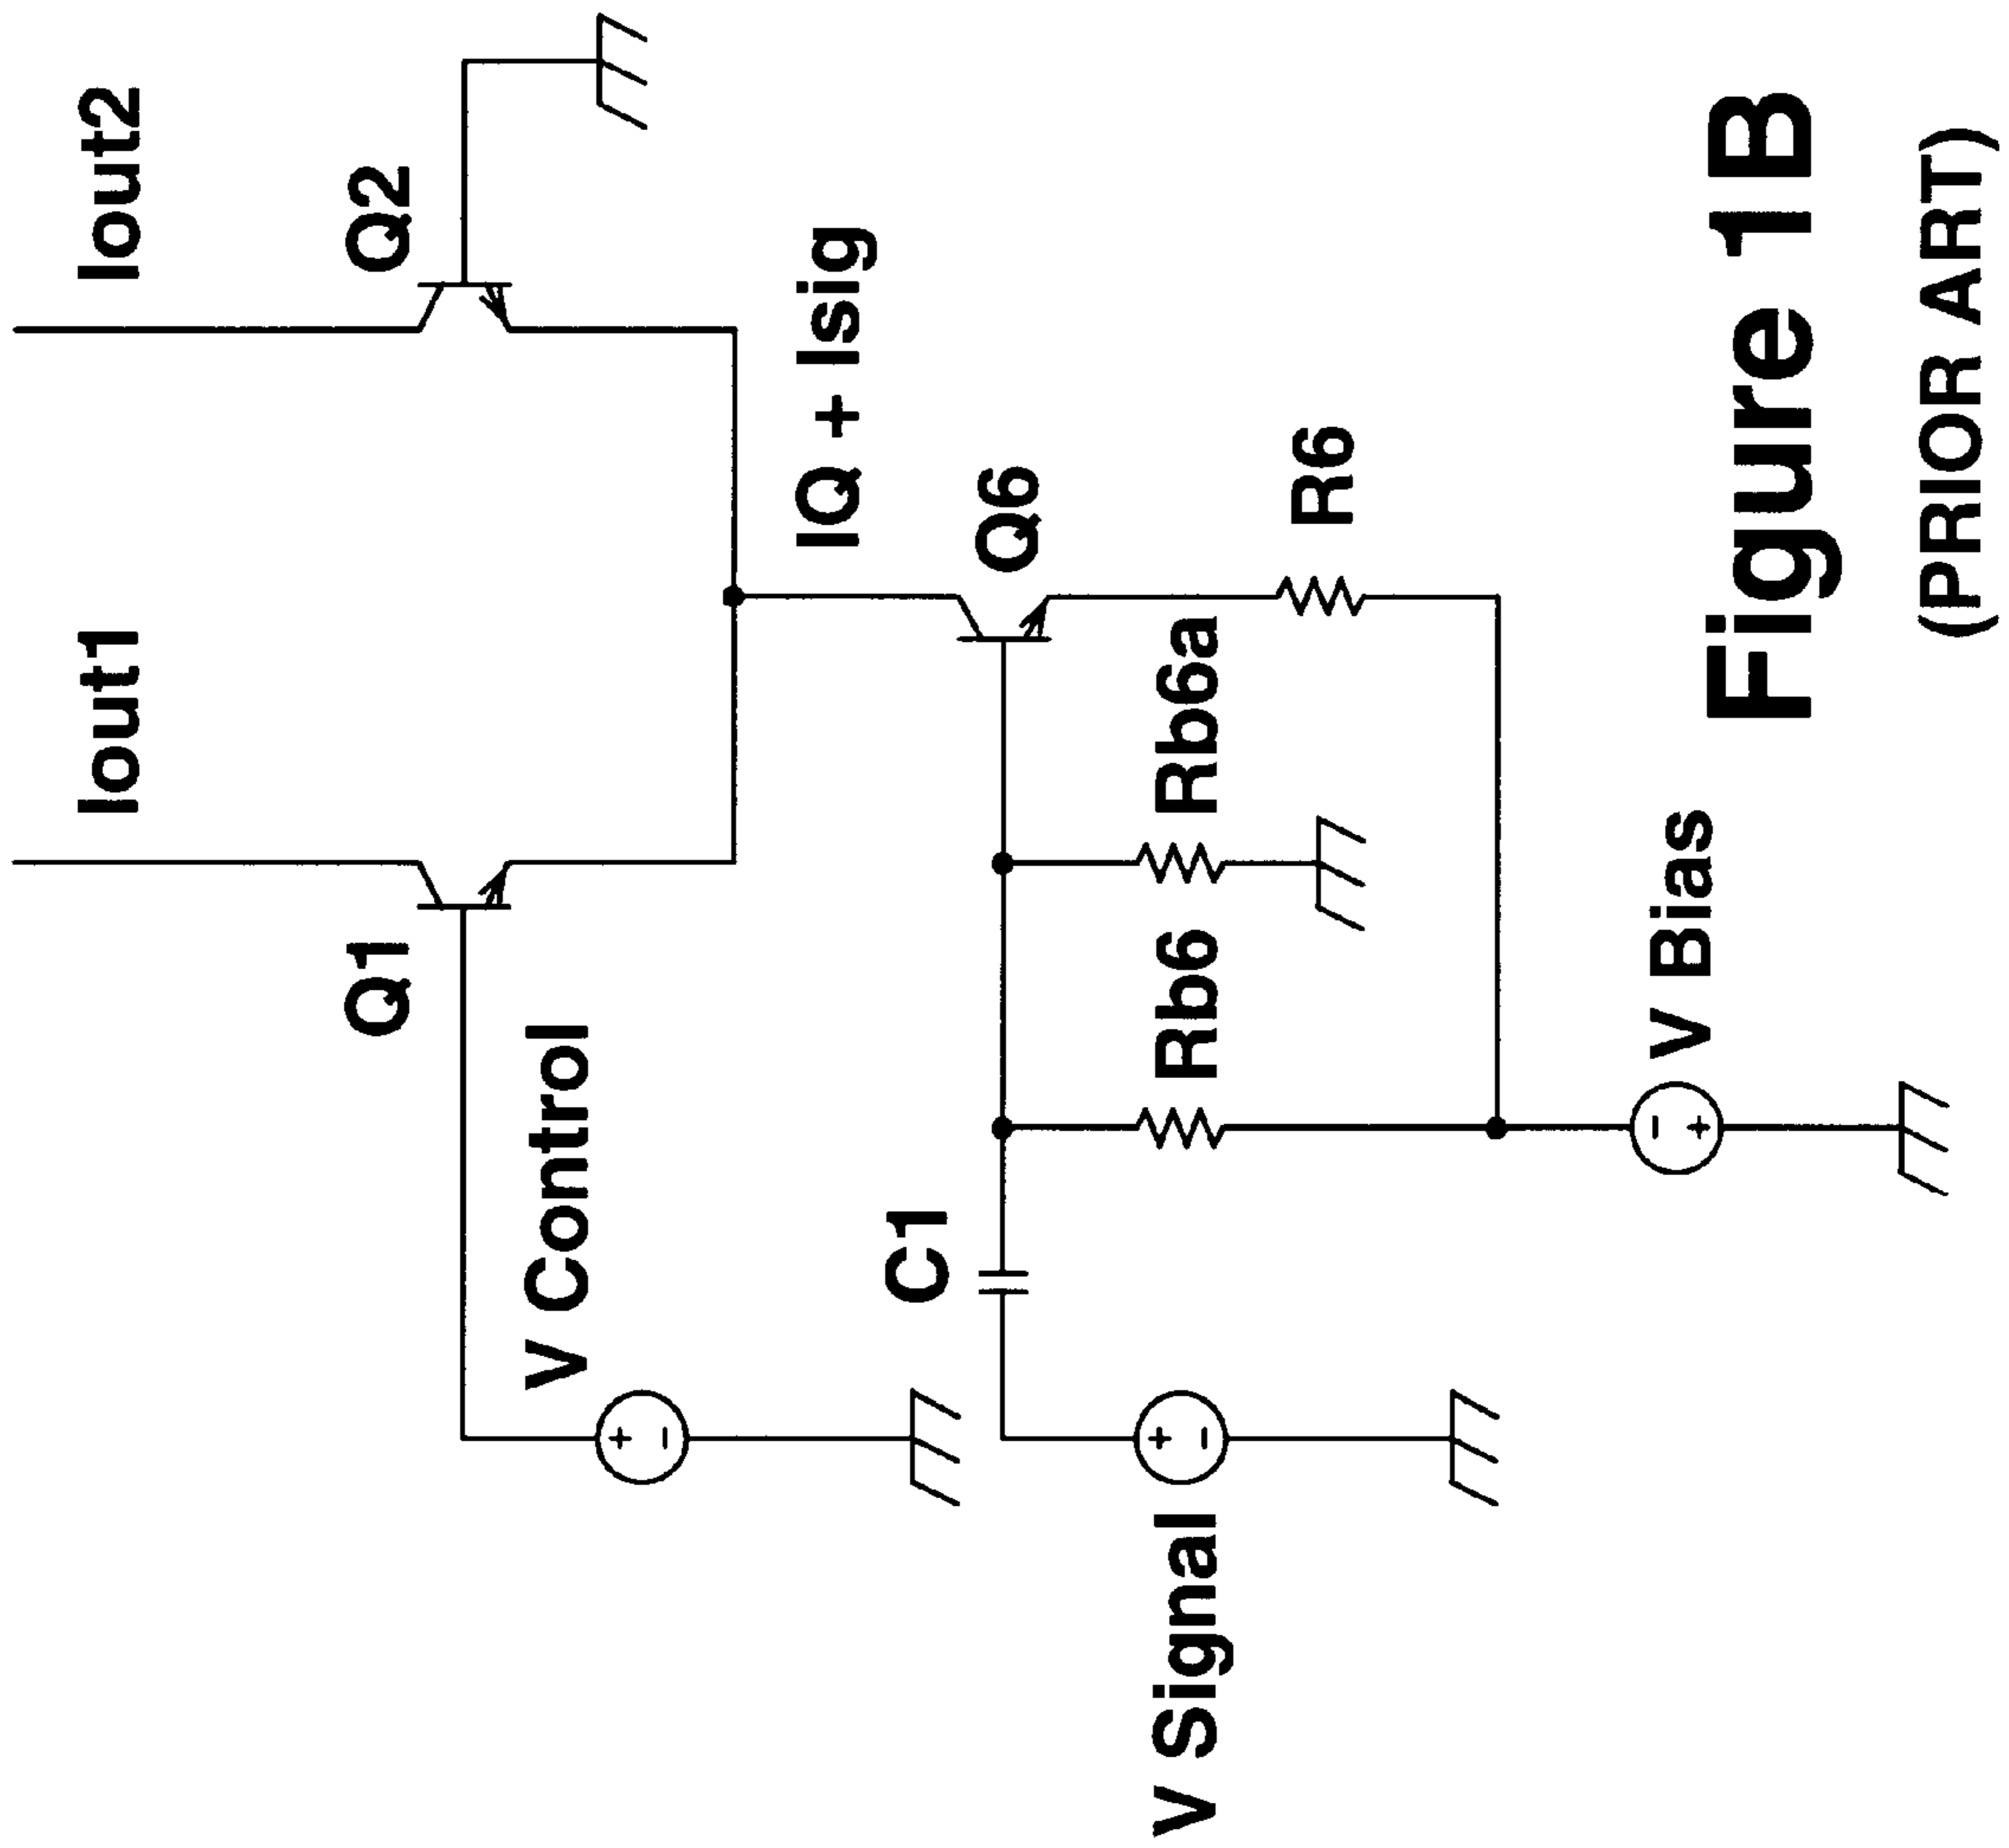 Iout1
Iout2
Q1
Q2
V Control
IQ + Isig
C1
Q6
V Signal
+
-
+
-
Rb6
Rb6a
R6
V Bias
-
+
Figure 1B
(PRIOR ART)